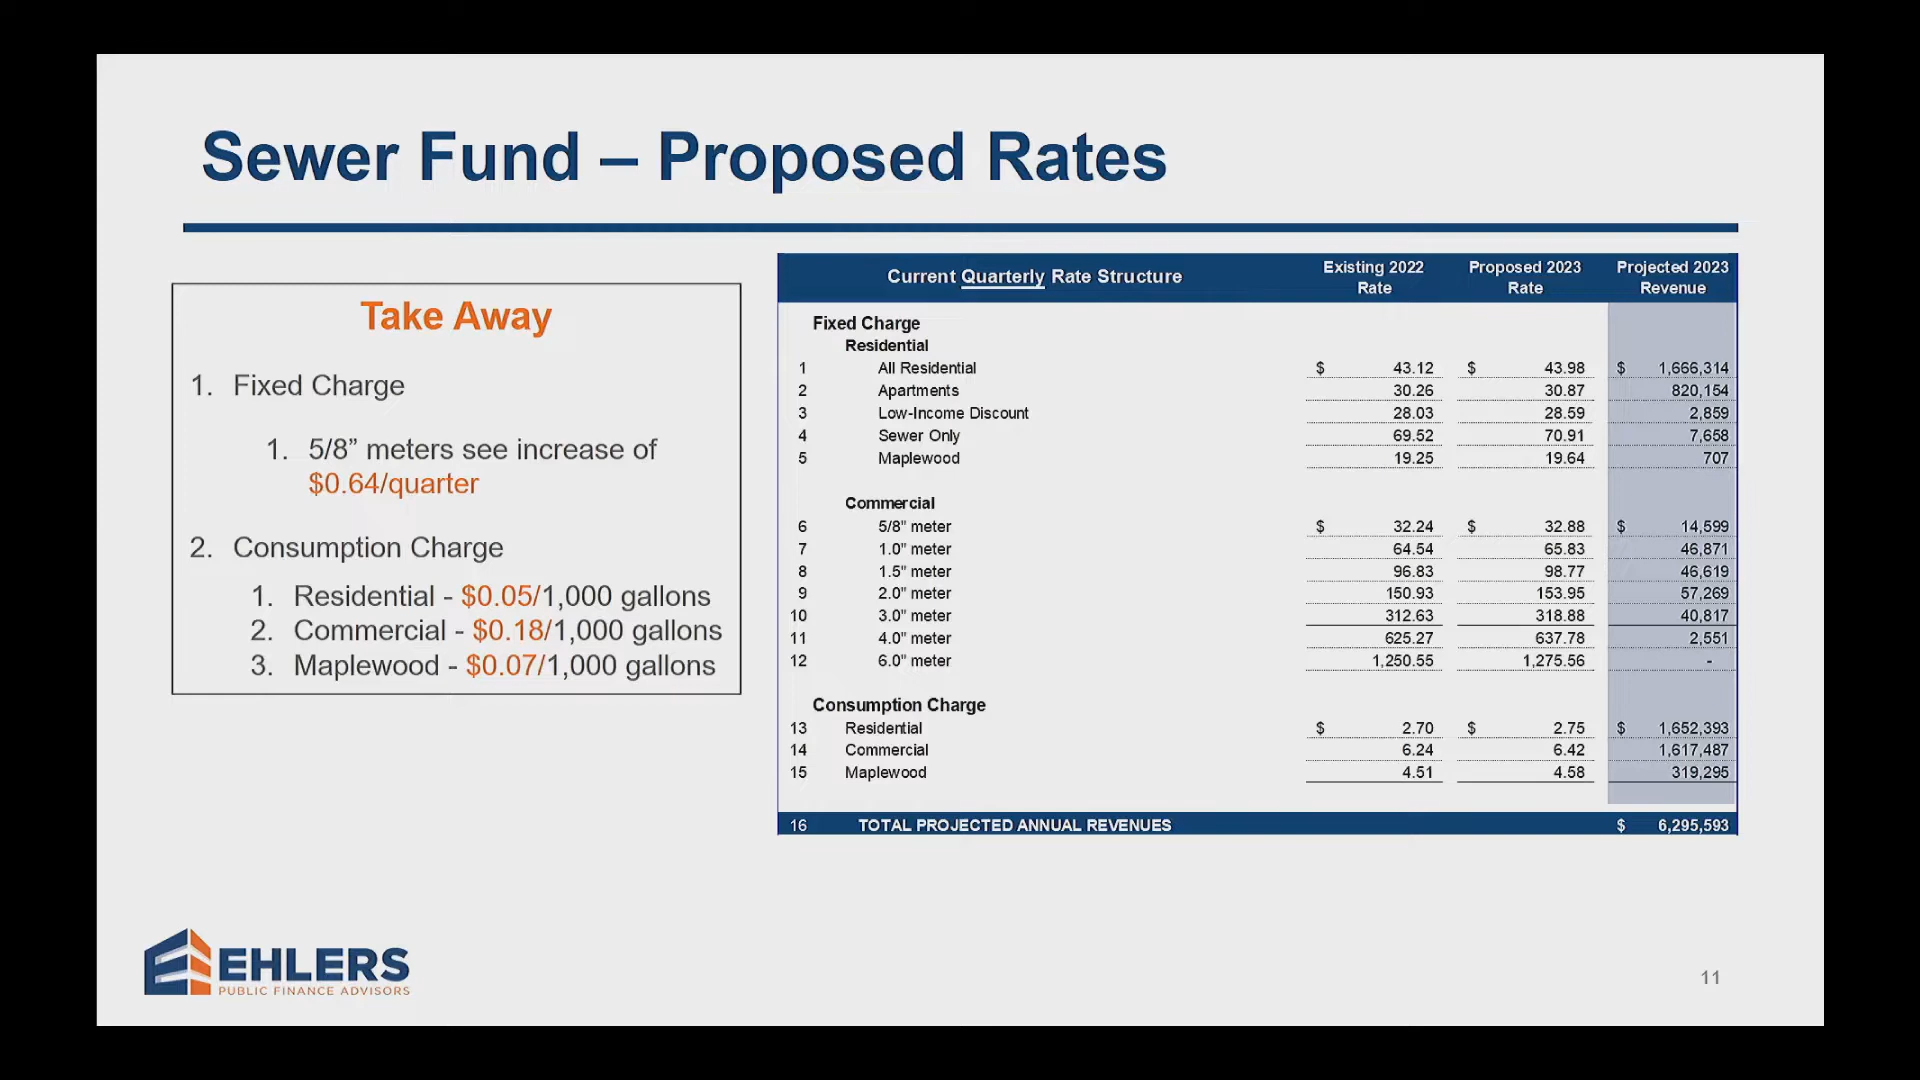 Sewer Fund – Proposed Rates
Take Away
1. Fixed Charge
1. 5/8” meters see increase of
$0.64/quarter
2. Consumption Charge
1. Residential - $0.05/1,000 gallons
2. Commercial - $0.18/1,000 gallons
3. Maplewood - $0.07/1,000 gallons
Current Quarterly Rate Structure Existing 2022 Rate Proposed 2023 Rate Projected 2023 Revenue
Fixed Charge
Residential
1 All Residential $ 43.12 $ 43.98 $ 1,666,314
2 Apartments 30.26 30.87 820,154
3 Low-Income Discount 28.03 28.59 2,859
4 Sewer Only 69.52 70.91 7,658
5 Maplewood 19.25 19.64 707
Commercial
6 5/8" meter $ 32.24 $ 32.88 $ 14,599
7 1.0" meter 64.54 65.83 46,871
8 1.5" meter 96.83 98.77 46,619
9 2.0" meter 150.93 153.95 57,269
10 3.0" meter 312.63 318.88 40,817
11 4.0" meter 625.27 637.78 2,551
12 6.0" meter 1,250.55 1,275.56 -
Consumption Charge
13 Residential $ 2.70 $ 2.75 $ 1,652,393
14 Commercial 6.24 6.42 1,617,487
15 Maplewood 4.51 4.58 319,295
16 TOTAL PROJECTED ANNUAL REVENUES $ 6,295,593
EHLERS
PUBLIC FINANCE ADVISORS
11